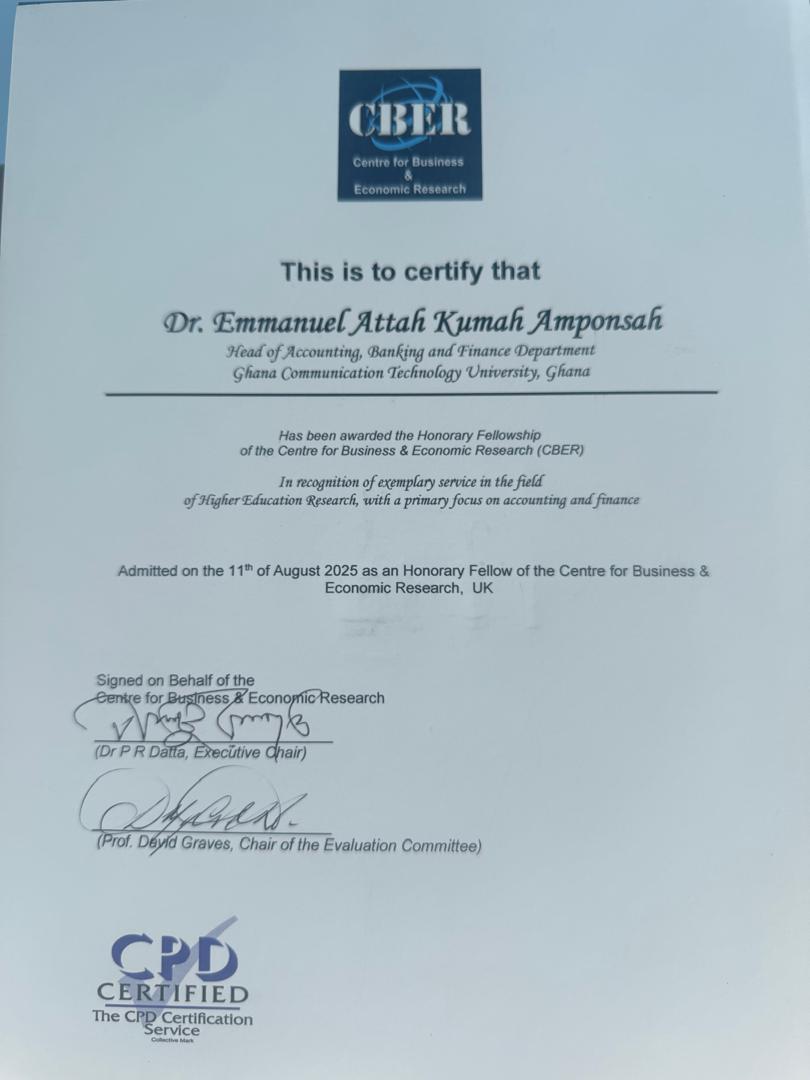 CBER
Centre for Business
&
Economic Research
This is to certify that
Dr. Emmanuel Attah Kumah Amponsah
Head of Accounting, Banking and Finance Department
Ghana Communication Technology University, Ghana
Has been awarded the Honorary Fellowship
of the Centre for Business & Economic Research (CBER)
In recognition of exemplary service in the field
of Higher Education Research, with a primary focus on accounting and finance
Admitted on the 11th of August 2025 as an Honorary Fellow of the Centre for Business &
Economic Research, UK
Signed on Behalf of the
Centre for Business & Economic Research
(Dr P R Datta, Executive Chair)
(Prof. David Graves, Chair of the Evaluation Committee)
CPD
CERTIFIED
The CPD Certification
Service
Collective Mark